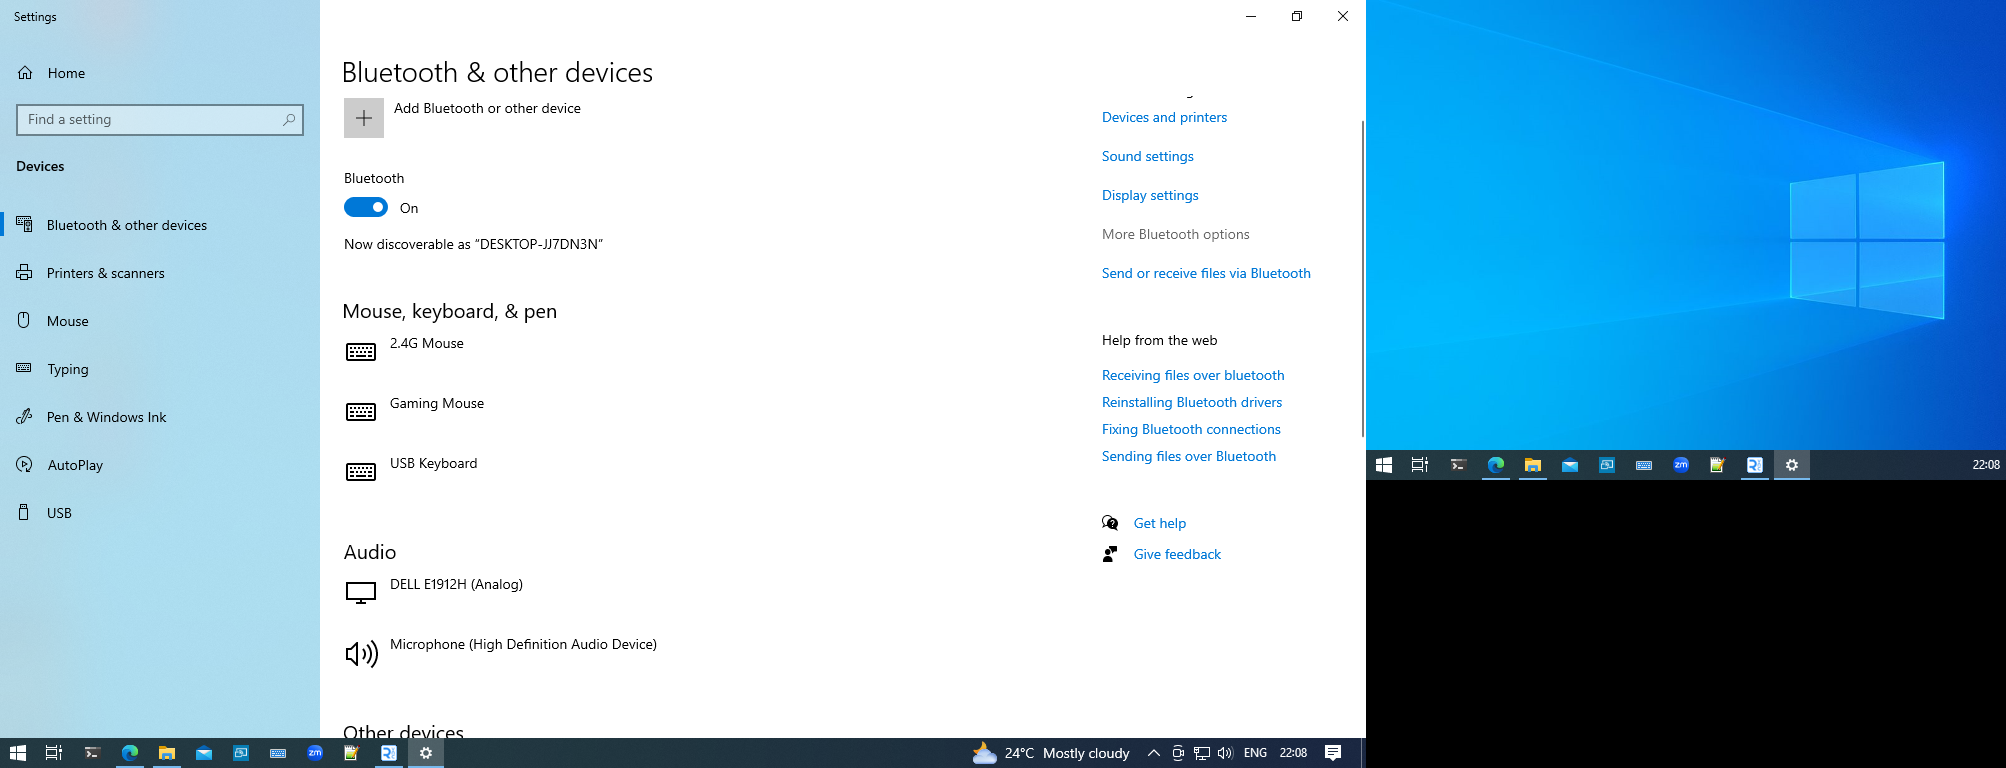 Settings
Home
Find a setting
Devices
Bluetooth & other devices
Printers & scanners
Mouse
Typing
Pen & Windows Ink
AutoPlay
USB
Bluetooth & other devices
Add Bluetooth or other device
Bluetooth
On
Now discoverable as “DESKTOP-JJ7DN3N”
Mouse, keyboard, & pen
2.4G Mouse
Gaming Mouse
USB Keyboard
Audio
DELL E1912H (Analog)
Microphone (High Definition Audio Device)
Other devices
Devices and printers
Sound settings
Display settings
More Bluetooth options
Send or receive files via Bluetooth
Help from the web
Receiving files over bluetooth
Reinstalling Bluetooth drivers
Fixing Bluetooth connections
Sending files over Bluetooth
Get help
Give feedback
zm
24°C Mostly cloudy
ENG
22:08
zm
22:08